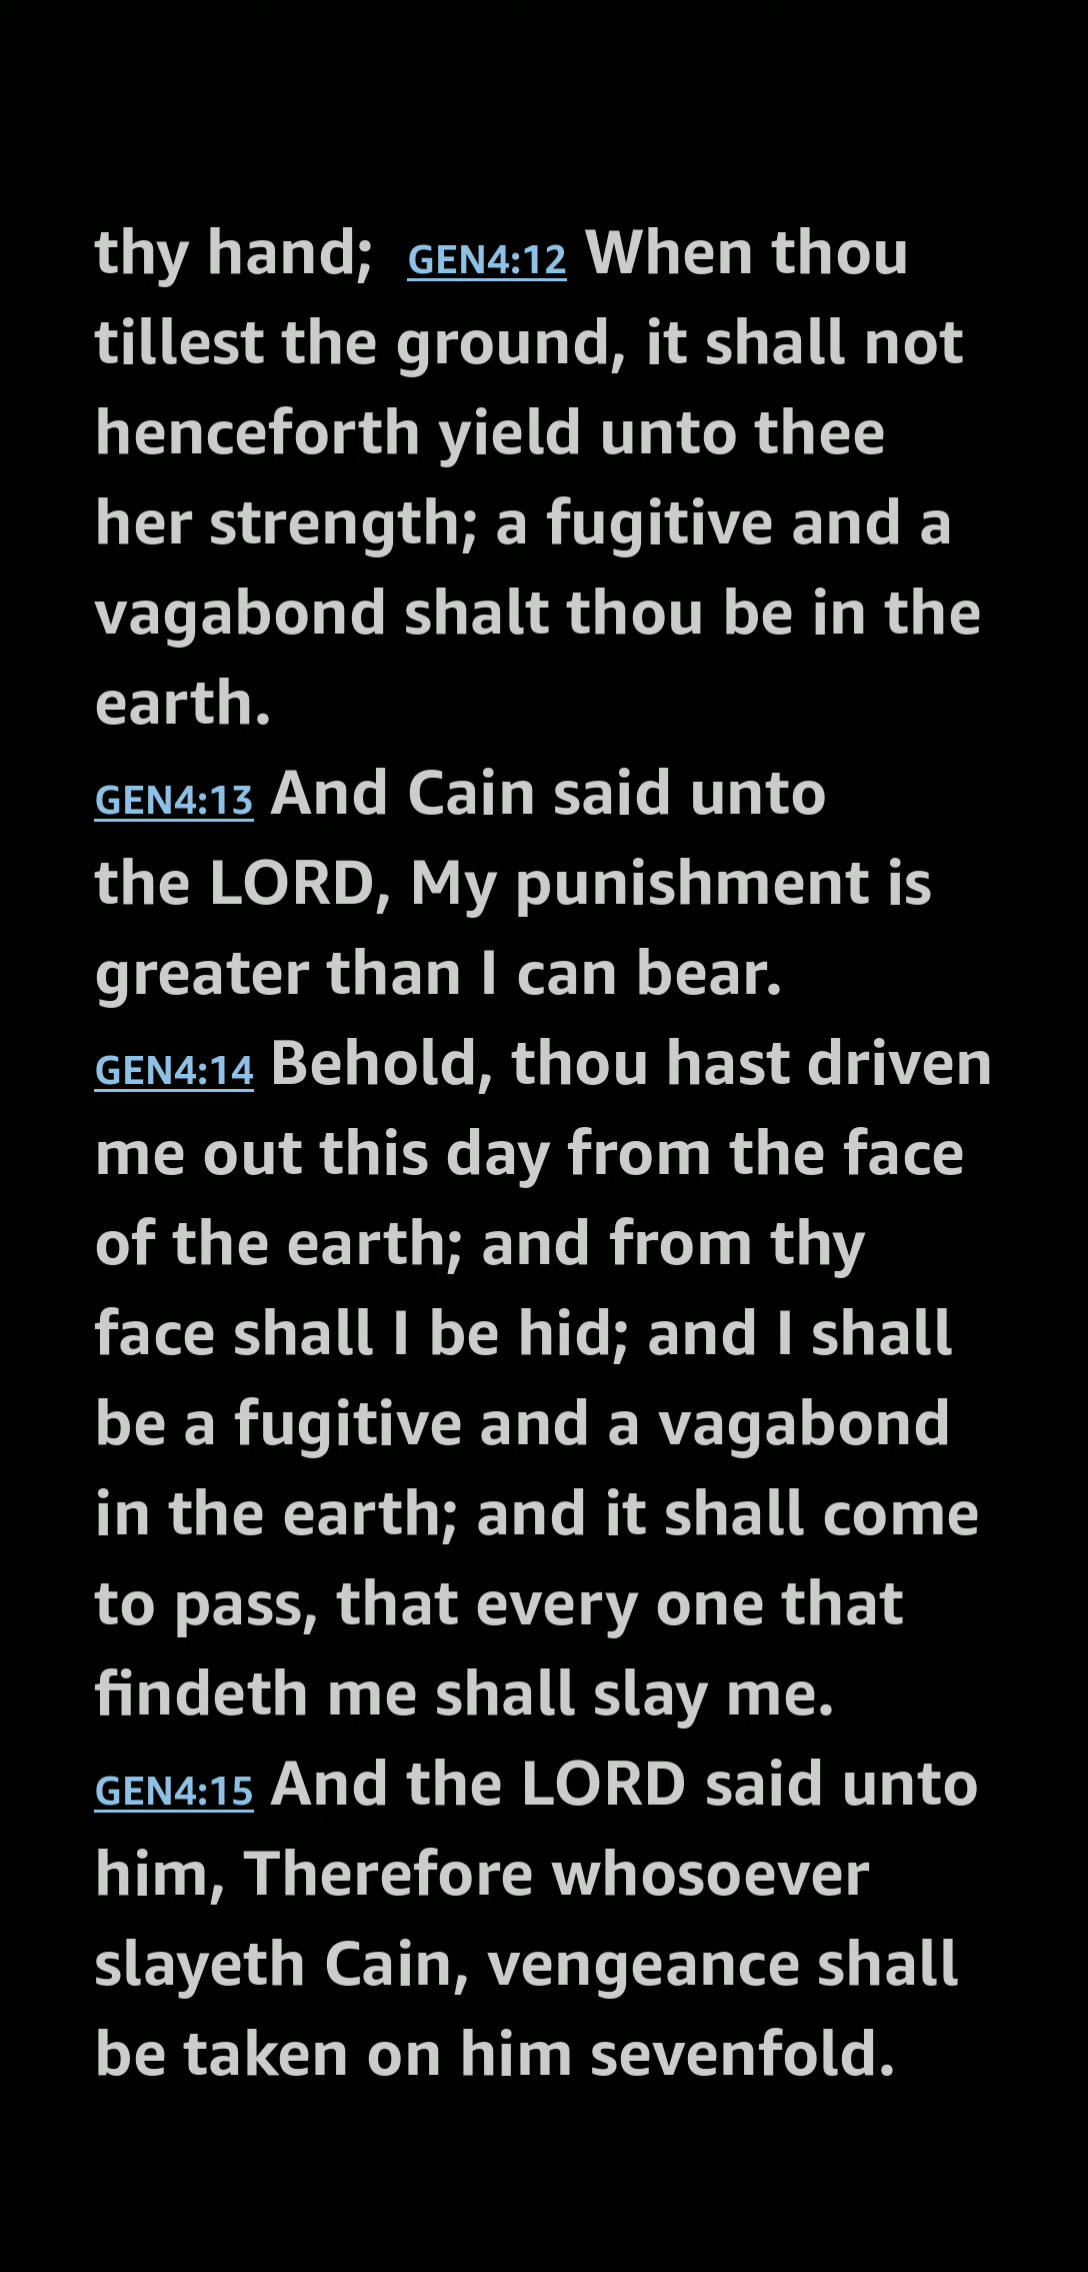 thy hand; GEN4:12 When thou
tillest the ground, it shall not
henceforth yield unto thee
her strength; a fugitive and a
vagabond shalt thou be in the
earth.
GEN4:13 And Cain said unto
the LORD, My punishment is
greater than I can bear.
GEN4:14 Behold, thou hast driven
me out this day from the face
of the earth; and from thy
face shall I be hid; and I shall
be a fugitive and a vagabond
in the earth; and it shall come
to pass, that every one that
findeth me shall slay me.
GEN4:15 And the LORD said unto
him, Therefore whosoever
slayeth Cain, vengeance shall
be taken on him sevenfold.